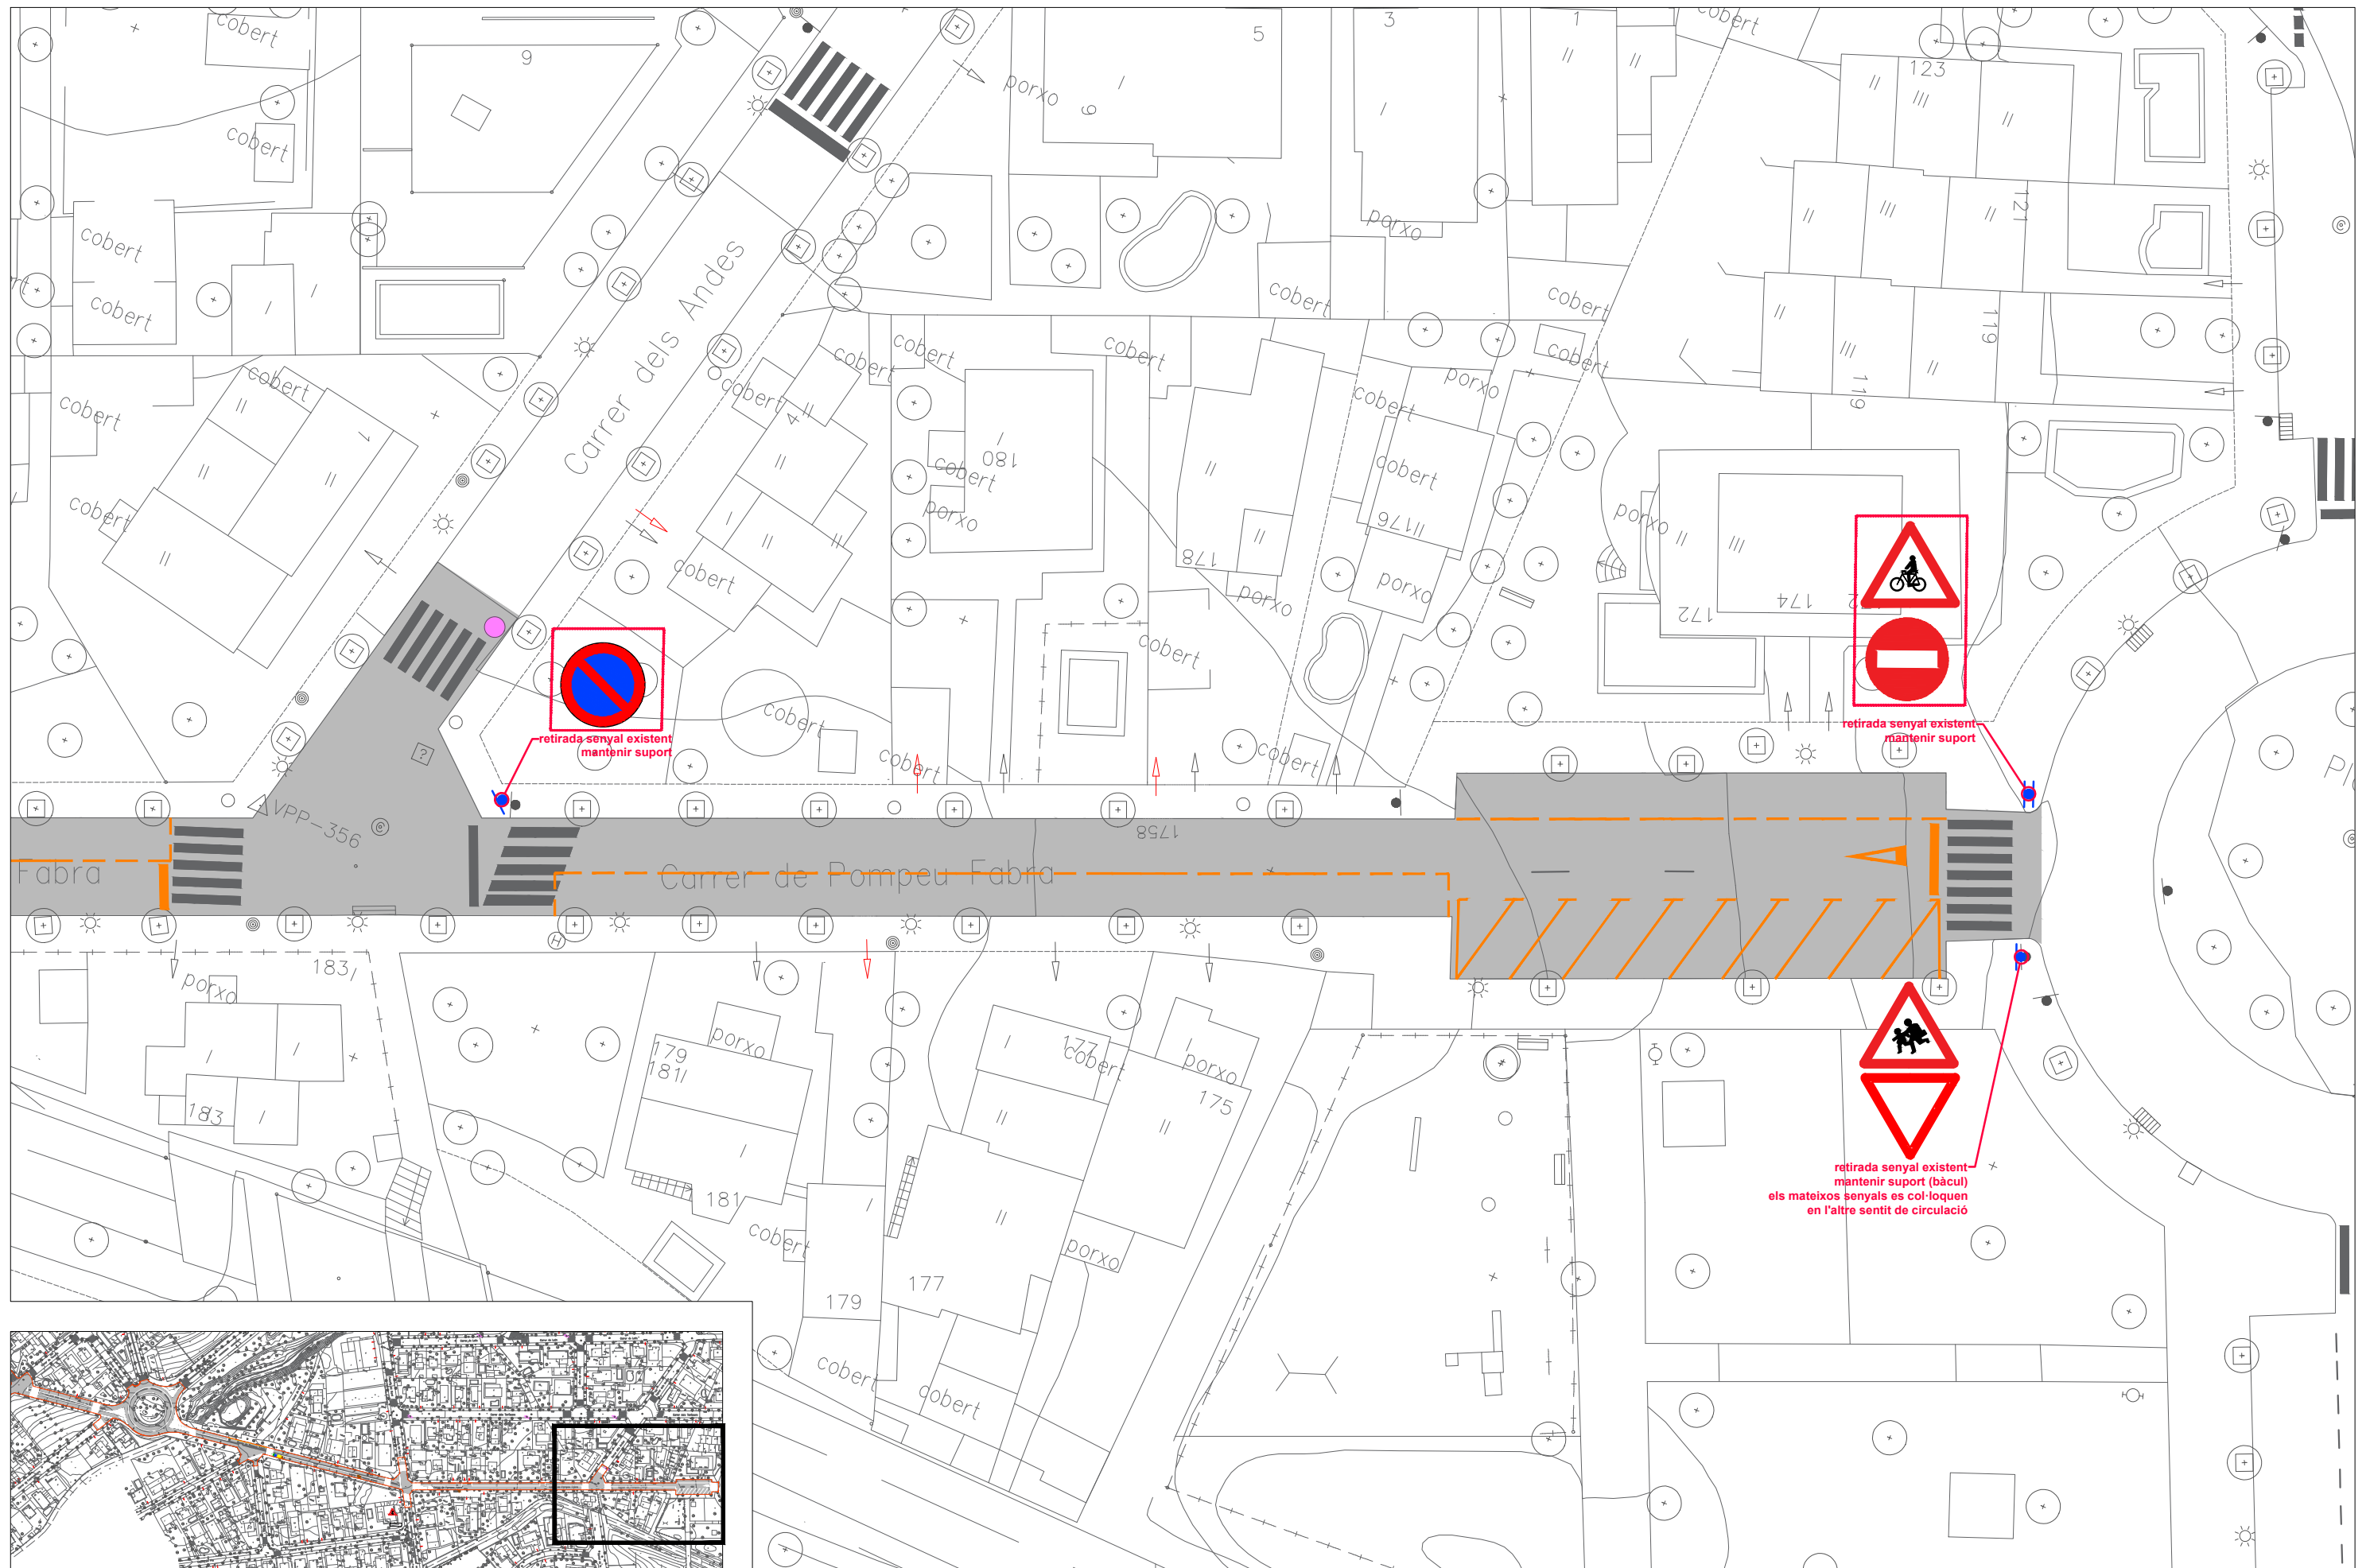 cobert
9
5
3
1
cobert
123
porxo
6
cobert
121
cobert
porxo
cobert
Carrer dels Andes
cobert
cobert
119
cobert
cobert
cobert
cobert
cobert
porxo
119
cobert
cobert
7
4
cobert
180
cobert
cobert
cobert
porxo
176
porxo
178
cobert
porxo
porxo
174
172
cobert
cobert
retirada senyal existent
mantenir suport
retirada senyal existent
mantenir suport
cobert
cobert
?
VPP-356
1758
Fabra
Carrer de Pompeu Fabra
H
183
porxo
179
181
porxo
177
cobert
porxo
175
183
181
cobert
porxo
179
177
cobert
cobert
retirada senyal existent
mantenir suport (bàcul)
els mateixos senyals es col·loquen
en l'altre sentit de circulació